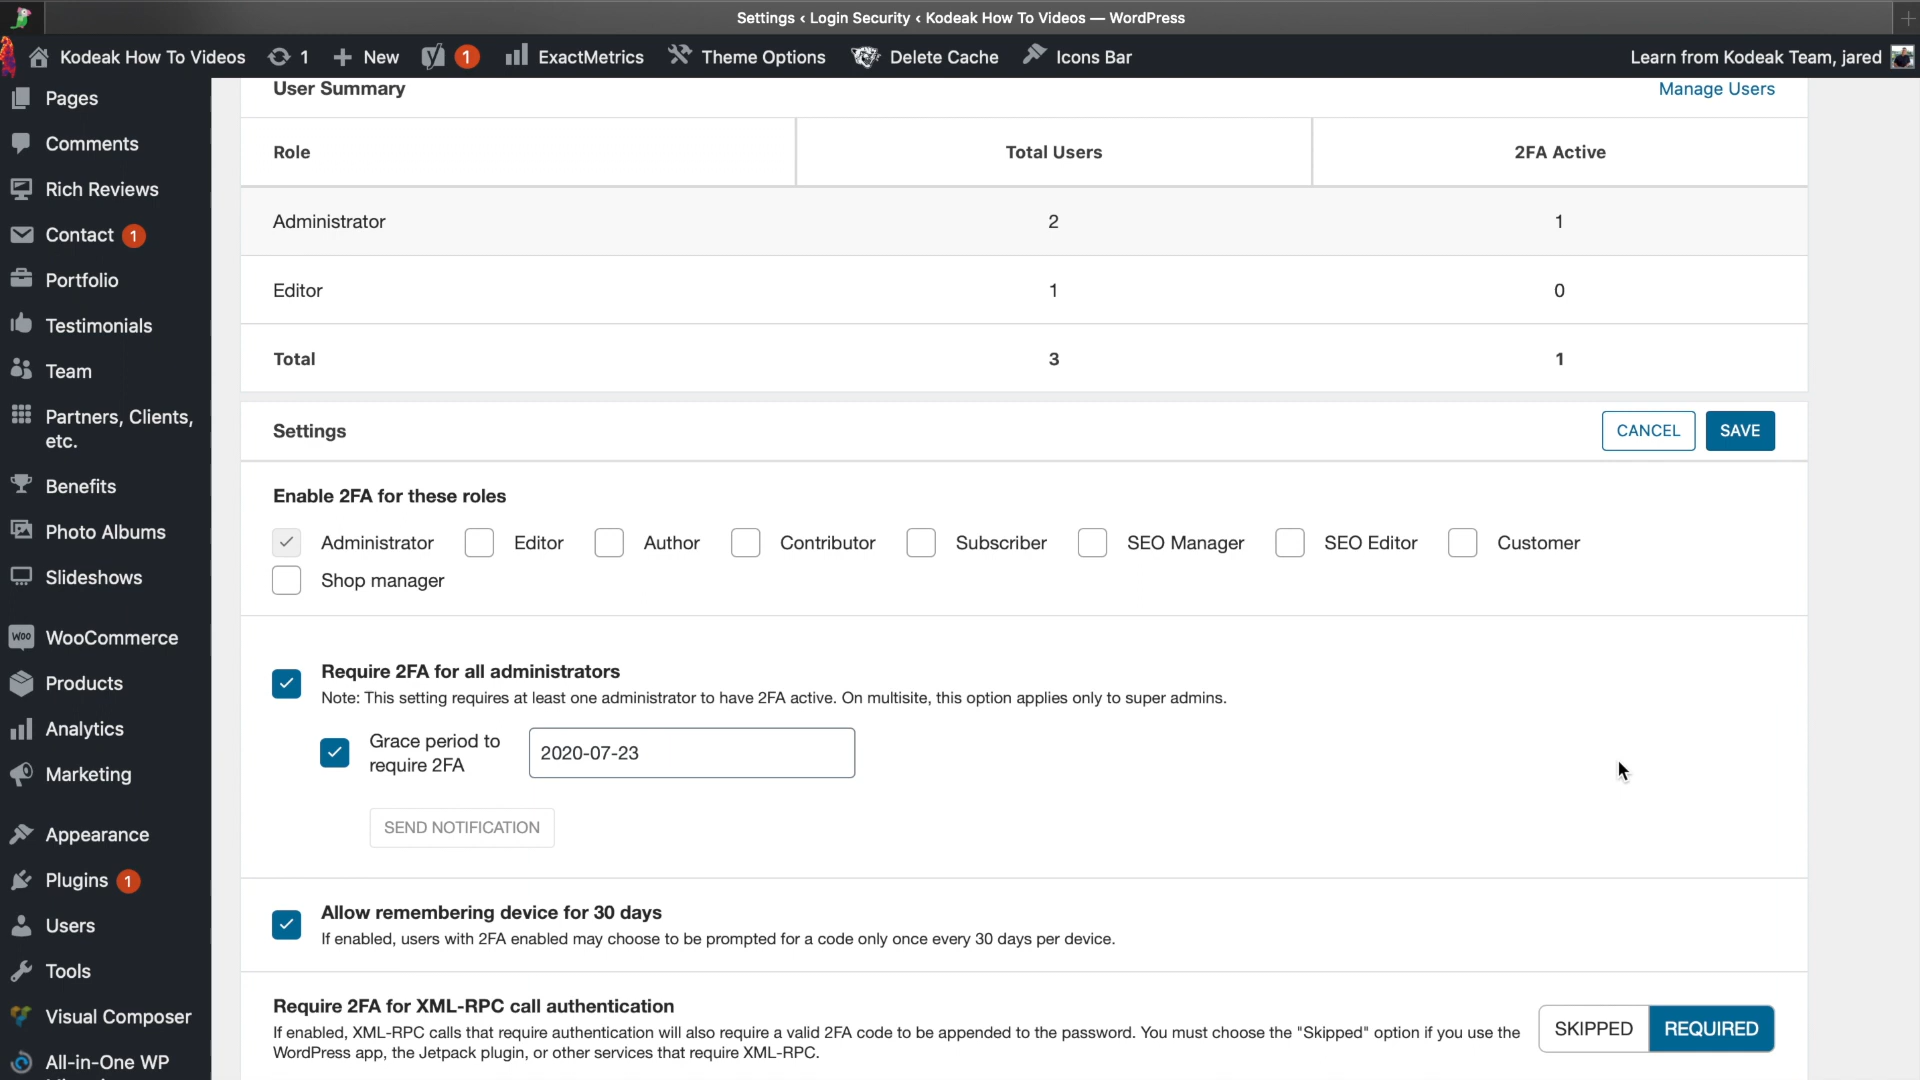 Settings ‹ Login Security ‹ Kodeak How To Videos — WordPress
Kodeak How To Videos 1 New 1 ExactMetrics Theme Options Delete Cache Icons Bar Learn from Kodeak Team, jared
Pages
Comments
Rich Reviews
Contact 1
Portfolio
Testimonials
Team
Partners, Clients,
etc.
Benefits
Photo Albums
Slideshows
Woo WooCommerce
Products
Analytics
Marketing
Appearance
Plugins 1
Users
Tools
Visual Composer
All-in-One WP
User Summary Manage Users
Role Total Users 2FA Active
Administrator 2 1
Editor 1 0
Total 3 1
Settings CANCEL SAVE
Enable 2FA for these roles
Administrator Editor Author Contributor Subscriber SEO Manager SEO Editor Customer
Shop manager
Require 2FA for all administrators
Note: This setting requires at least one administrator to have 2FA active. On multisite, this option applies only to super admins.
Grace period to
require 2FA
2020-07-23
SEND NOTIFICATION
Allow remembering device for 30 days
If enabled, users with 2FA enabled may choose to be prompted for a code only once every 30 days per device.
Require 2FA for XML-RPC call authentication
If enabled, XML-RPC calls that require authentication will also require a valid 2FA code to be appended to the password. You must choose the "Skipped" option if you use the
WordPress app, the Jetpack plugin, or other services that require XML-RPC.
SKIPPED REQUIRED